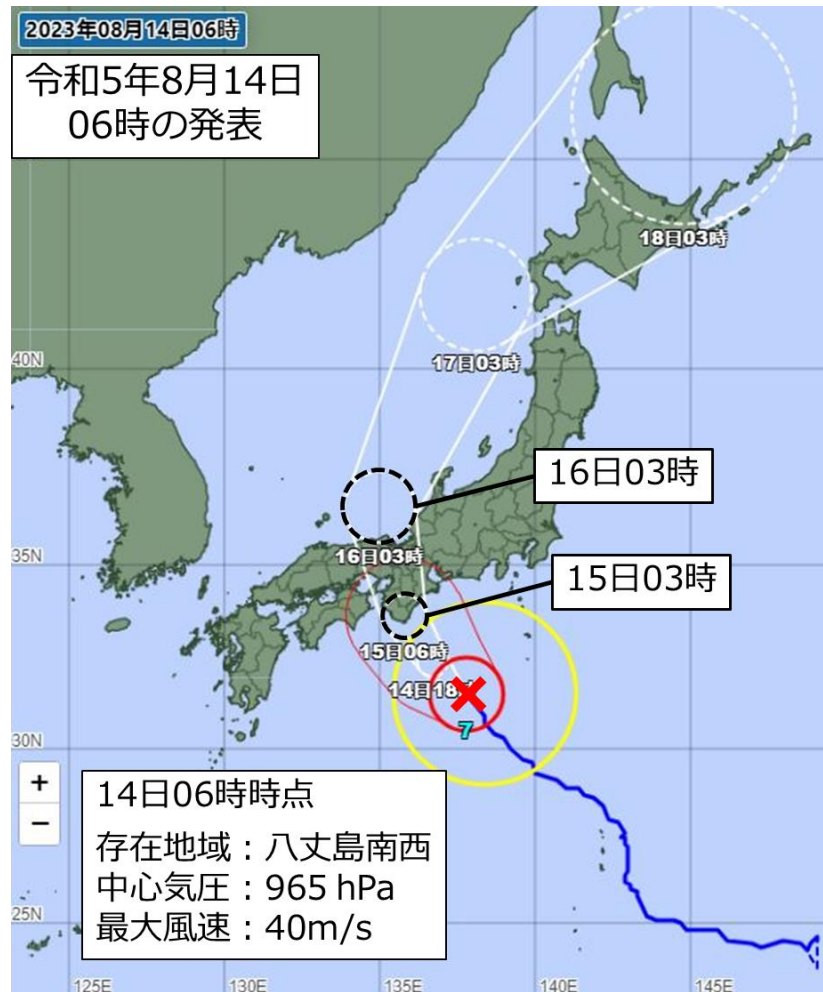 2023年08月14日06時
令和5年8月14日
06時の発表
18日03時
17日03時
40N
16日03時
16日03時
35N
15日03時
15日06時
14日18時
7
30N
+
−
14日06時時点
存在地域：八丈島南西
中心気圧：965 hPa
最大風速：40m/s
25N
125E
130E
135E
140E
145E